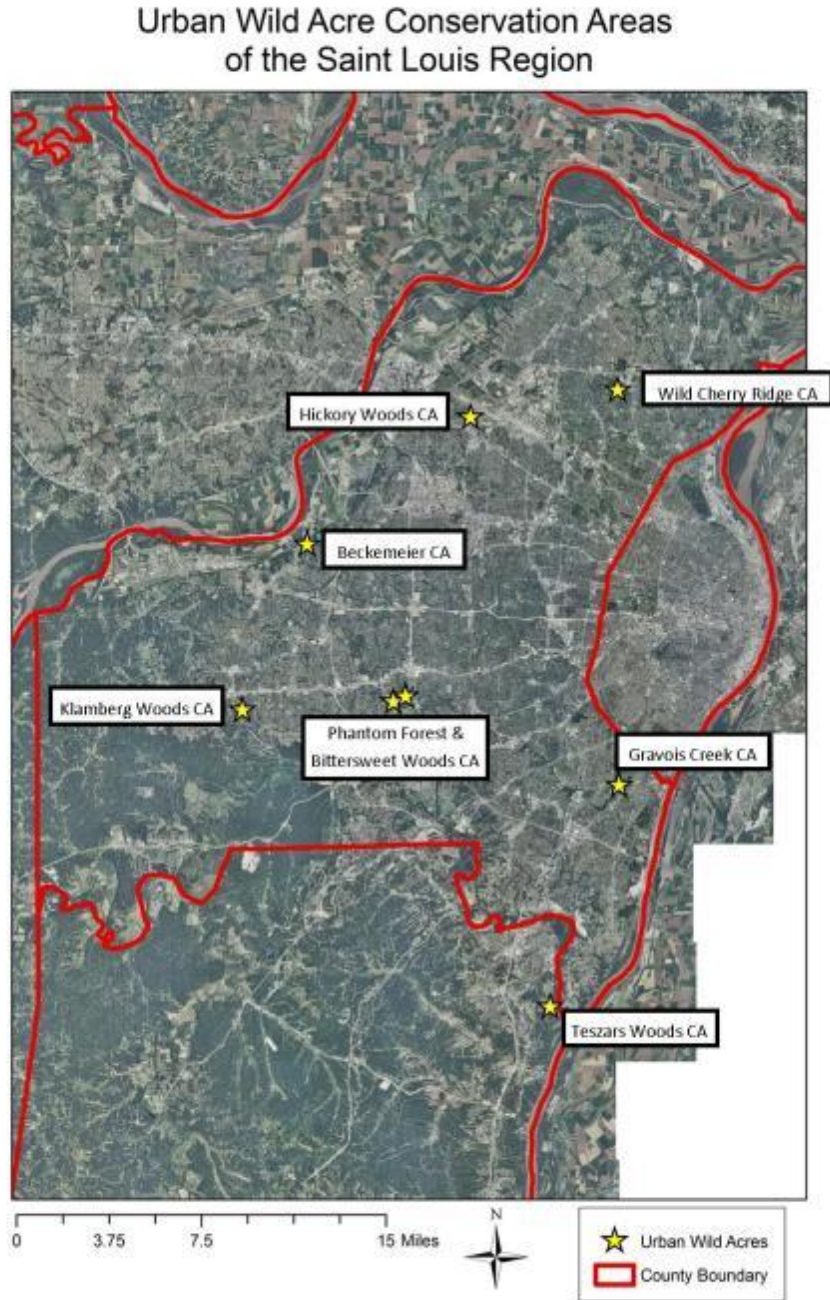 Urban Wild Acre Conservation Areas
of the Saint Louis Region
Wild Cherry Ridge CA
Hickory Woods CA
Beckemeier CA
Klamberg Woods CA
Phantom Forest &
Bittersweet Woods CA
Gravois Creek CA
Teszars Woods CA
0 3.75 7.5 15 Miles
N
Urban Wild Acres
County Boundary